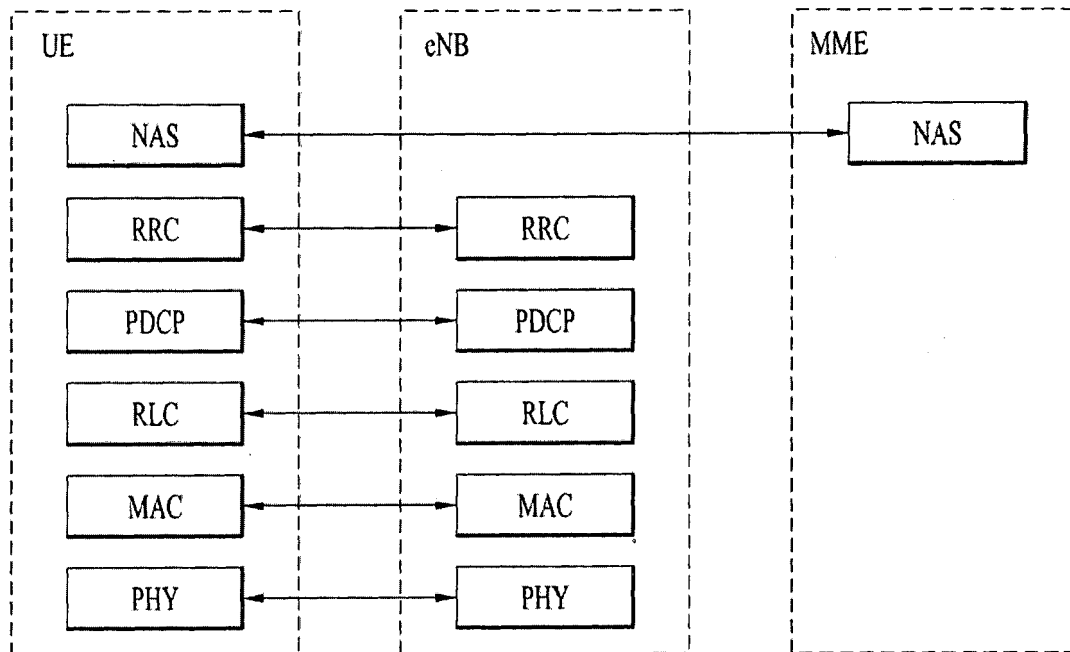 UE eNB MME
NAS NAS
RRC RRC
PDCP PDCP
RLC RLC
MAC MAC
PHY PHY